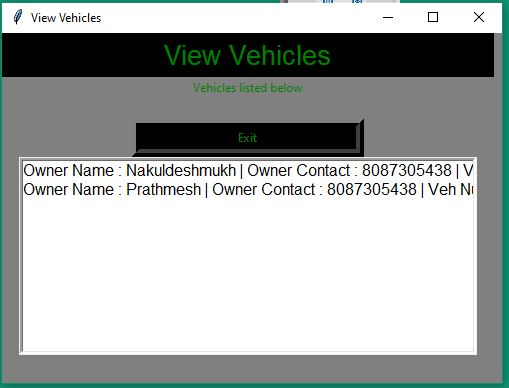 View Vehicles
View Vehicles
Vehicles listed below
Exit
Owner Name : Nakuldeshmukh | Owner Contact : 8087305438 | V
Owner Name : Prathmesh | Owner Contact : 8087305438 | Veh Nu